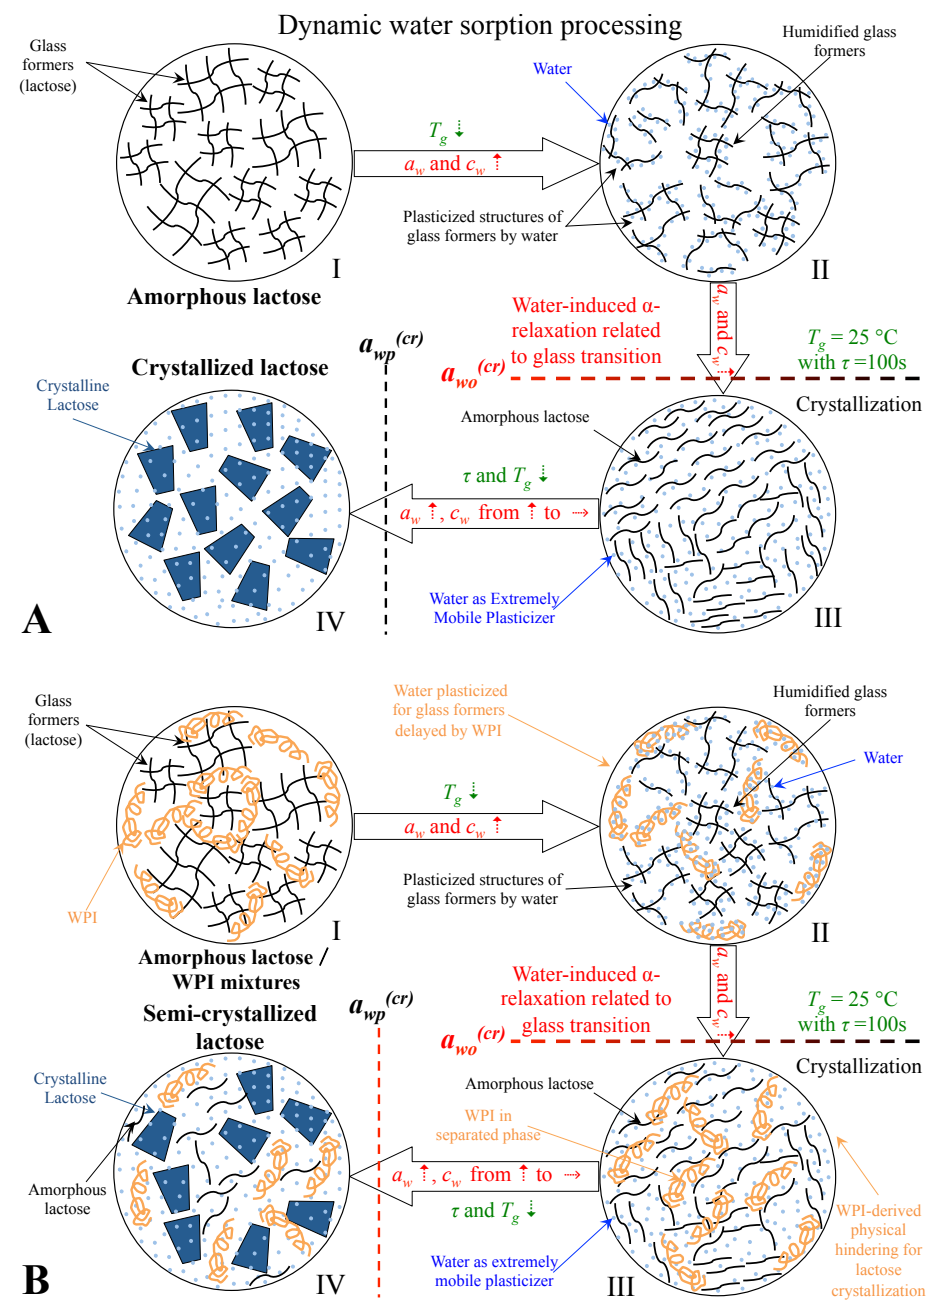 Dynamic water sorption processing
Glass
formers
(lactose)
Water
Humidified glass
formers
Tg ⇣
aw and cw ⇡
Plasticized structures of
glass formers by water
I
II
Amorphous lactose
aw and cw ⇡
Water-induced α-
relaxation related
to glass transition
Tg = 25 °C
with τ =100s
awp(cr)
awo(cr)
Crystallized lactose
Crystallization
Crystalline
Lactose
Amorphous lactose
τ and Tg ⇣
aw ⇡, cw from ⇡ to ⇢
Water as Extremely
Mobile Plasticizer
A
IV
III
Glass
formers
(lactose)
Water plasticized
for glass formers
delayed by WPI
Humidified glass
formers
Water
Tg ⇣
aw and cw ⇡
Plasticized structures of
glass formers by water
WPI
I
II
Amorphous lactose /
WPI mixtures
aw and cw ⇡
Water-induced α-
relaxation related to
glass transition
Tg = 25 °C
with τ =100s
awp(cr)
awo(cr)
Semi-crystallized
lactose
Crystallization
Crystalline
Lactose
Amorphous lactose
WPI in
separated phase
aw ⇡, cw from ⇡ to ⇢
τ and Tg ⇣
Amorphous
lactose
WPI-derived
physical
hindering for
lactose
crystallization
Water as extremely
mobile plasticizer
B
IV
III